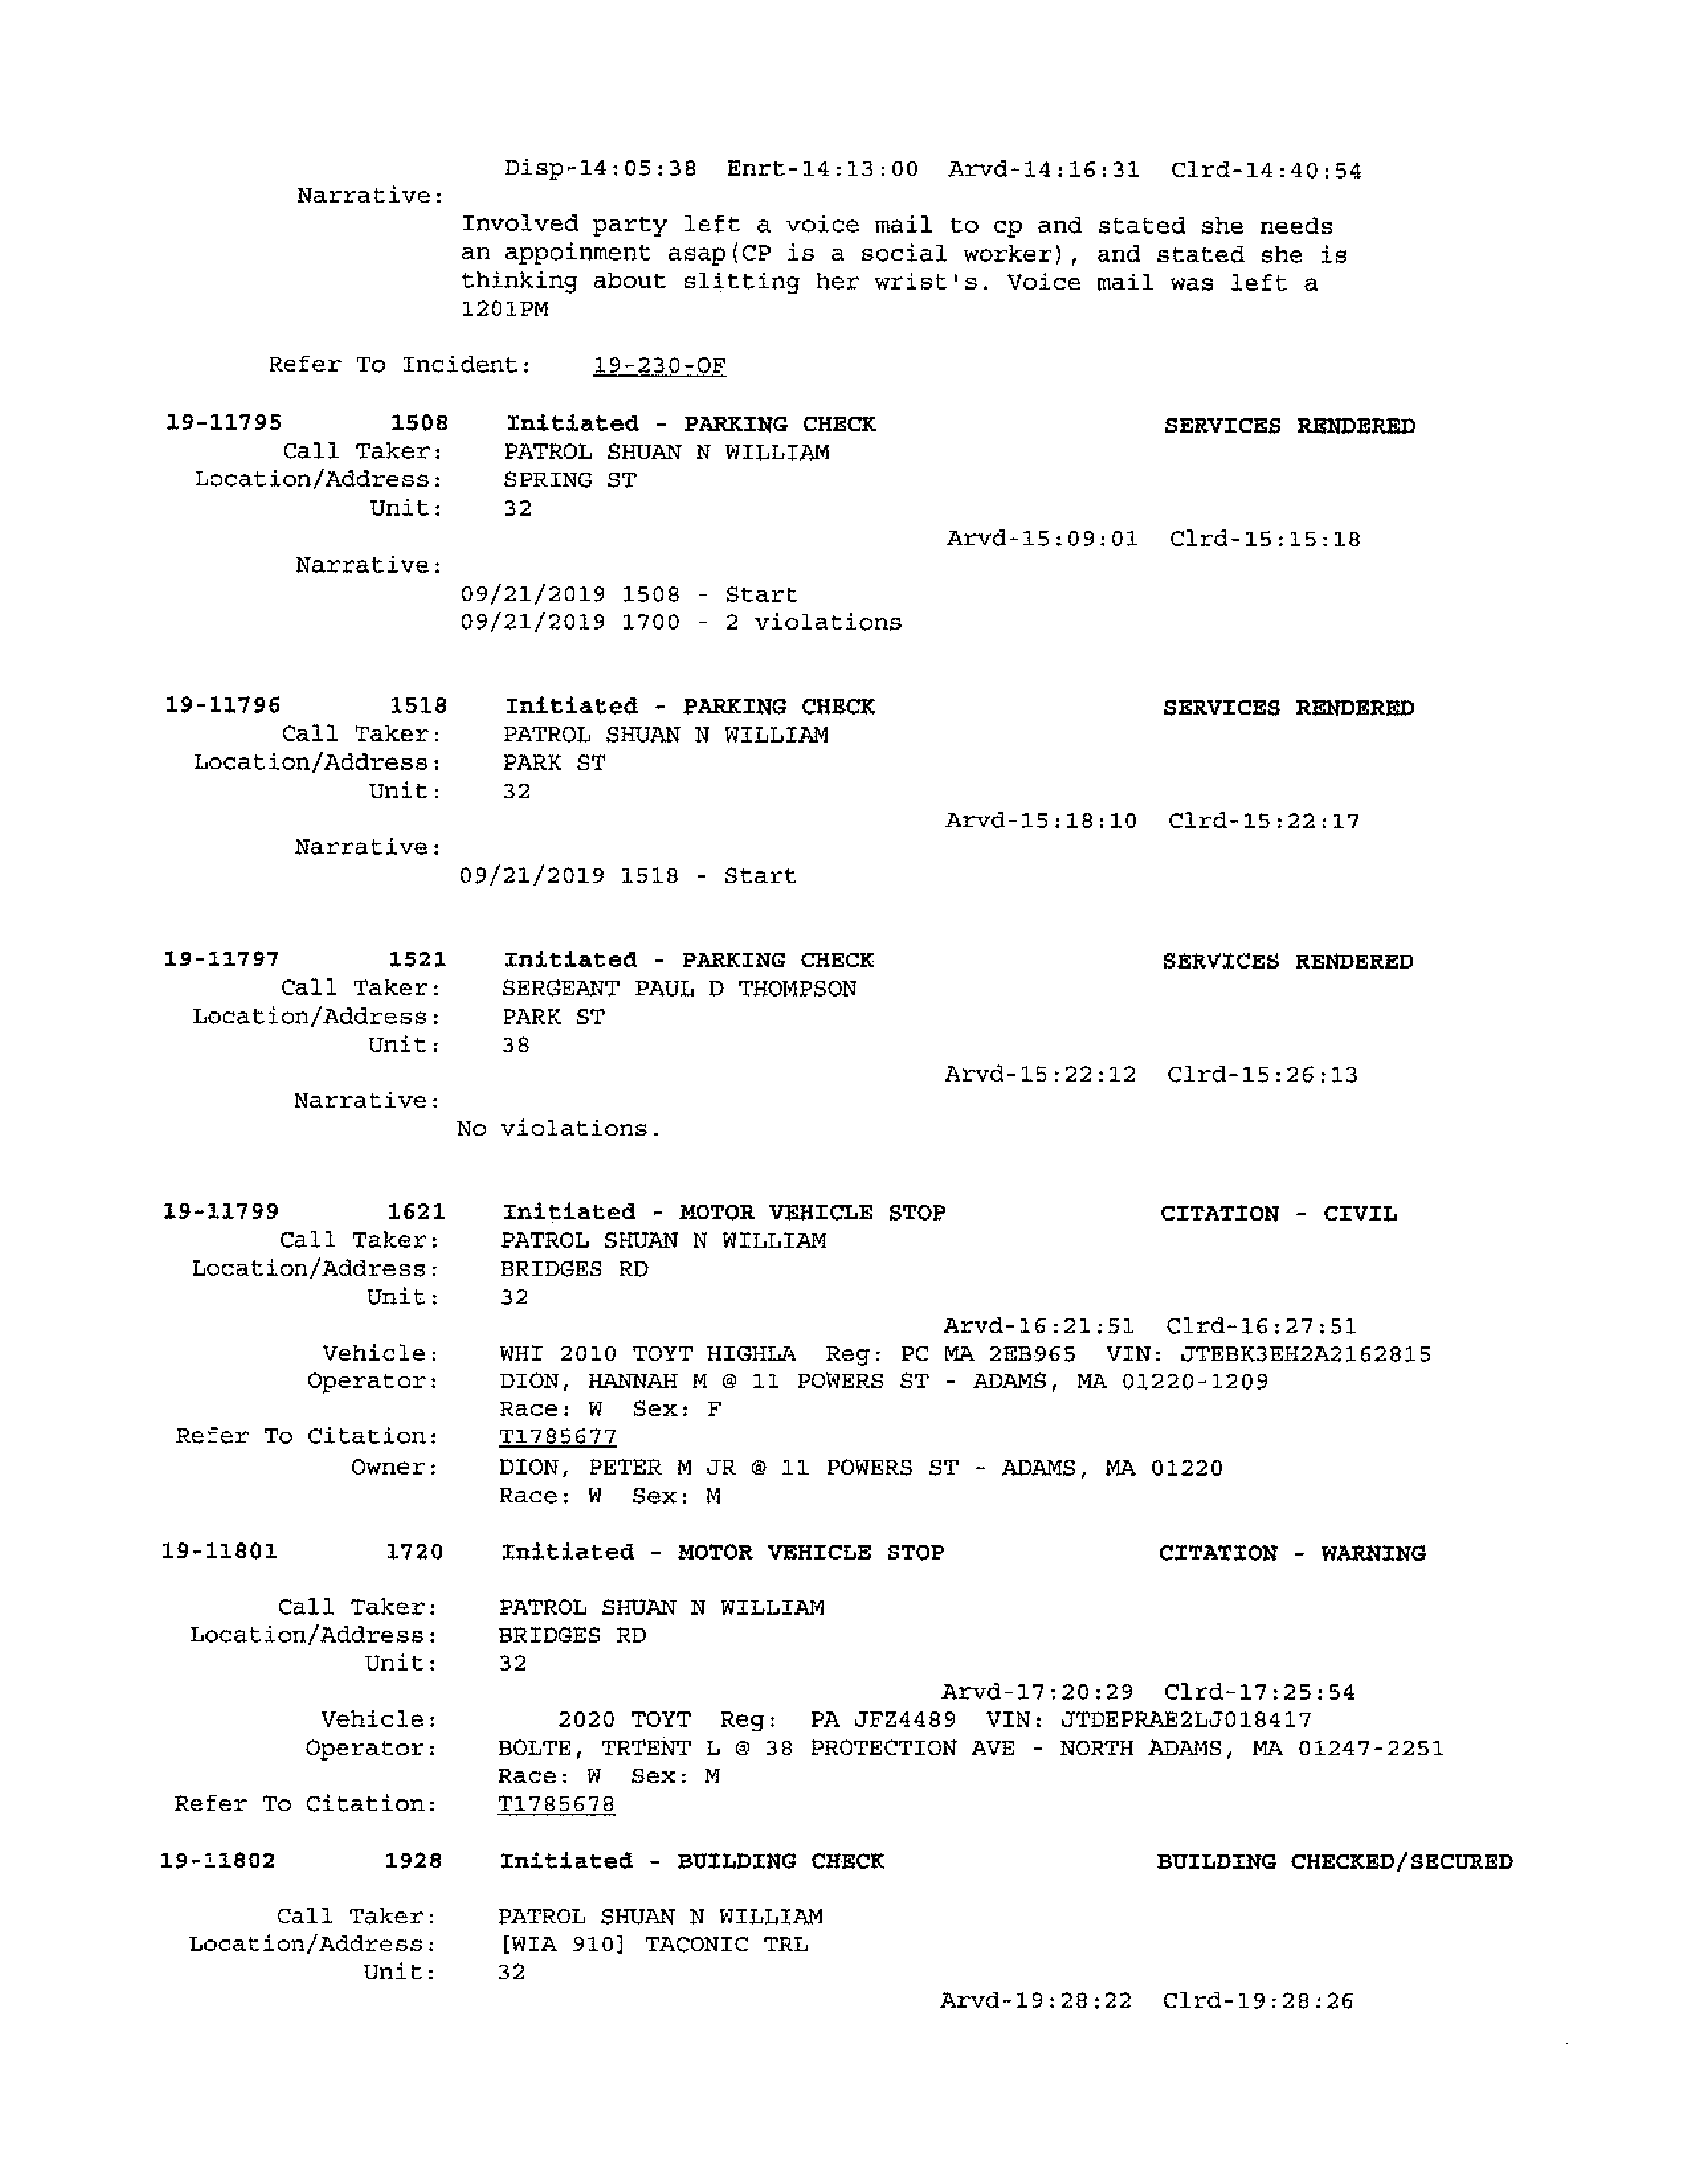 Disp-14:05:38 Enrt-14:13:00 Arvd-14:16:31 Clrd-14:40:54
Narrative:
Involved party left a voice mail to cp and stated she needs
an appoinment asap(CP is a social worker), and stated she is
thinking about slitting her wrist's. Voice mail was left a
1201PM
Refer To Incident: 19-230-OF
19-11795 1508 Initiated - PARKING CHECK SERVICES RENDERED
Call Taker: PATROL SHUAN N WILLIAM
Location/Address: SPRING ST
Unit: 32
Arvd-15:09:01 Clrd-15:15:18
Narrative:
09/21/2019 1508 - Start
09/21/2019 1700 - 2 violations
19-11796 1518 Initiated - PARKING CHECK SERVICES RENDERED
Call Taker: PATROL SHUAN N WILLIAM
Location/Address: PARK ST
Unit: 32
Arvd-15:18:10 Clrd-15:22:17
Narrative:
09/21/2019 1518 - Start
19-11797 1521 Initiated - PARKING CHECK SERVICES RENDERED
Call Taker: SERGEANT PAUL D THOMPSON
Location/Address: PARK ST
Unit: 38
Arvd-15:22:12 Clrd-15:26:13
Narrative:
No violations.
19-11799 1621 Initiated - MOTOR VEHICLE STOP CITATION - CIVIL
Call Taker: PATROL SHUAN N WILLIAM
Location/Address: BRIDGES RD
Unit: 32
Arvd-16:21:51 Clrd-16:27:51
Vehicle: WHI 2010 TOYT HIGHLA Reg: PC MA 2EB965 VIN: JTEBK3EH2A2162815
Operator: DION, HANNAH M @ 11 POWERS ST - ADAMS, MA 01220-1209
Race: W Sex: F
Refer To Citation: T1785677
Owner: DION, PETER M JR @ 11 POWERS ST - ADAMS, MA 01220
Race: W Sex: M
19-11801 1720 Initiated - MOTOR VEHICLE STOP CITATION - WARNING
Call Taker: PATROL SHUAN N WILLIAM
Location/Address: BRIDGES RD
Unit: 32
Arvd-17:20:29 Clrd-17:25:54
Vehicle: 2020 TOYT Reg: PA JFZ4489 VIN: JTDEPRAE2LJ018417
Operator: BOLTE, TRTENT L @ 38 PROTECTION AVE - NORTH ADAMS, MA 01247-2251
Race: W Sex: M
Refer To Citation: T1785678
19-11802 1928 Initiated - BUILDING CHECK BUILDING CHECKED/SECURED
Call Taker: PATROL SHUAN N WILLIAM
Location/Address: [WIA 910] TACONIC TRL
Unit: 32
Arvd-19:28:22 Clrd-19:28:26